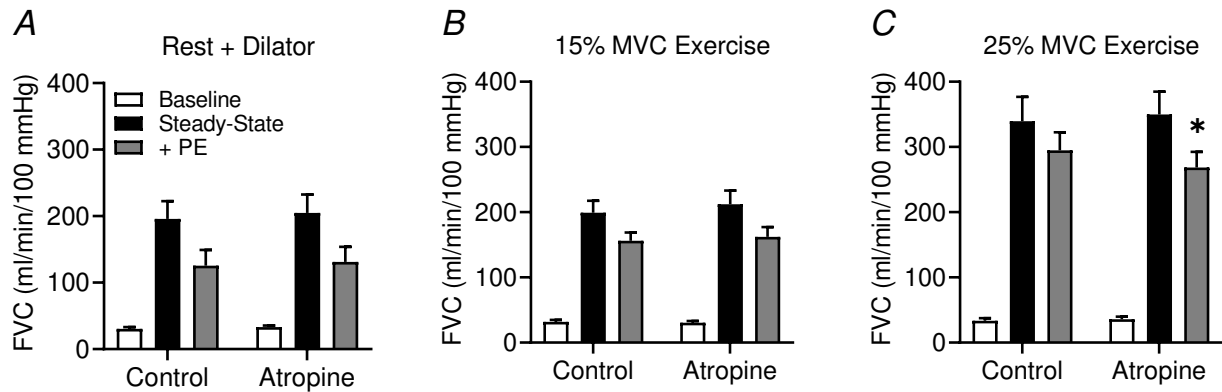 A
Rest + Dilator
FVC (ml/min/100 mmHg)
400
300
200
100
0
Baseline
Steady-State
+ PE
Control
Atropine
B
15% MVC Exercise
FVC (ml/min/100 mmHg)
400
300
200
100
0
Control
Atropine
C
25% MVC Exercise
FVC (ml/min/100 mmHg)
400
300
200
100
0
*
Control
Atropine